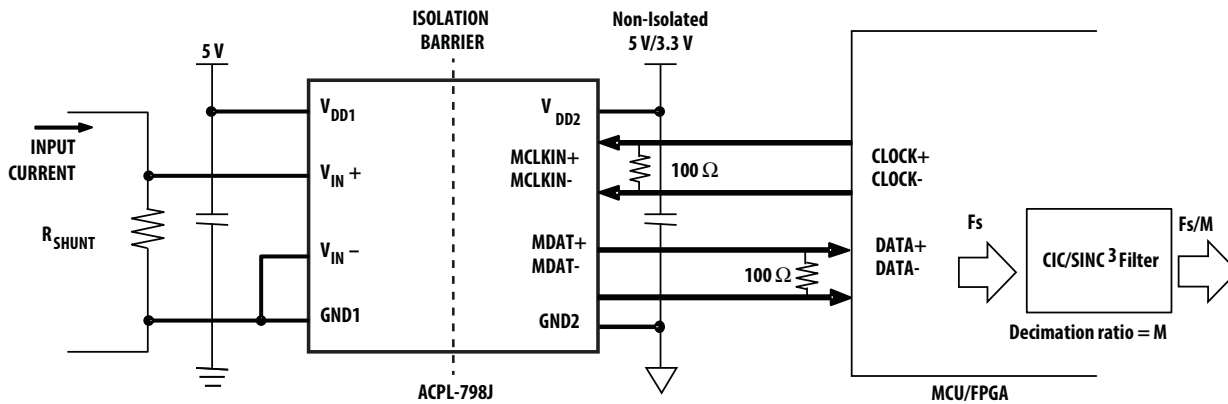 ISOLATION
BARRIER
Non-Isolated
5 V/3.3 V
5 V
INPUT
CURRENT
R SHUNT
V DD1
V IN +
V IN −
GND1
V DD2
MCLKIN+
MCLKIN-
MDAT+
MDAT-
GND2
100 Ω
100 Ω
CLOCK+
CLOCK-
DATA+
DATA-
Fs
CIC/SINC 3 Filter
Fs/M
Decimation ratio = M
ACPL-798J
MCU/FPGA